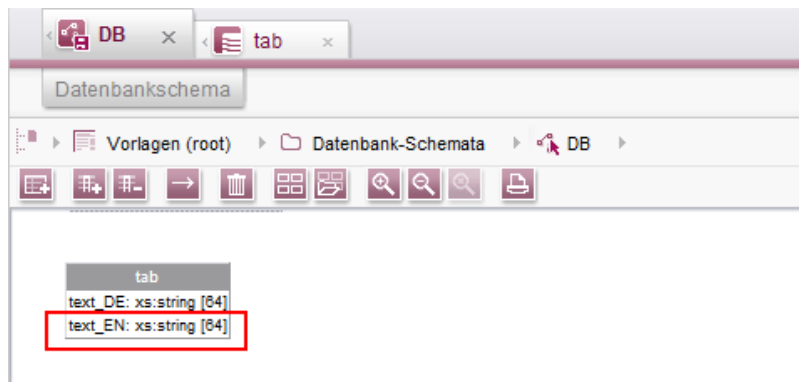 DB
tab
Datenbankschema
Vorlagen (root) Datenbank-Schemata DB
tab
text_DE: xs:string [64]
text_EN: xs:string [64]